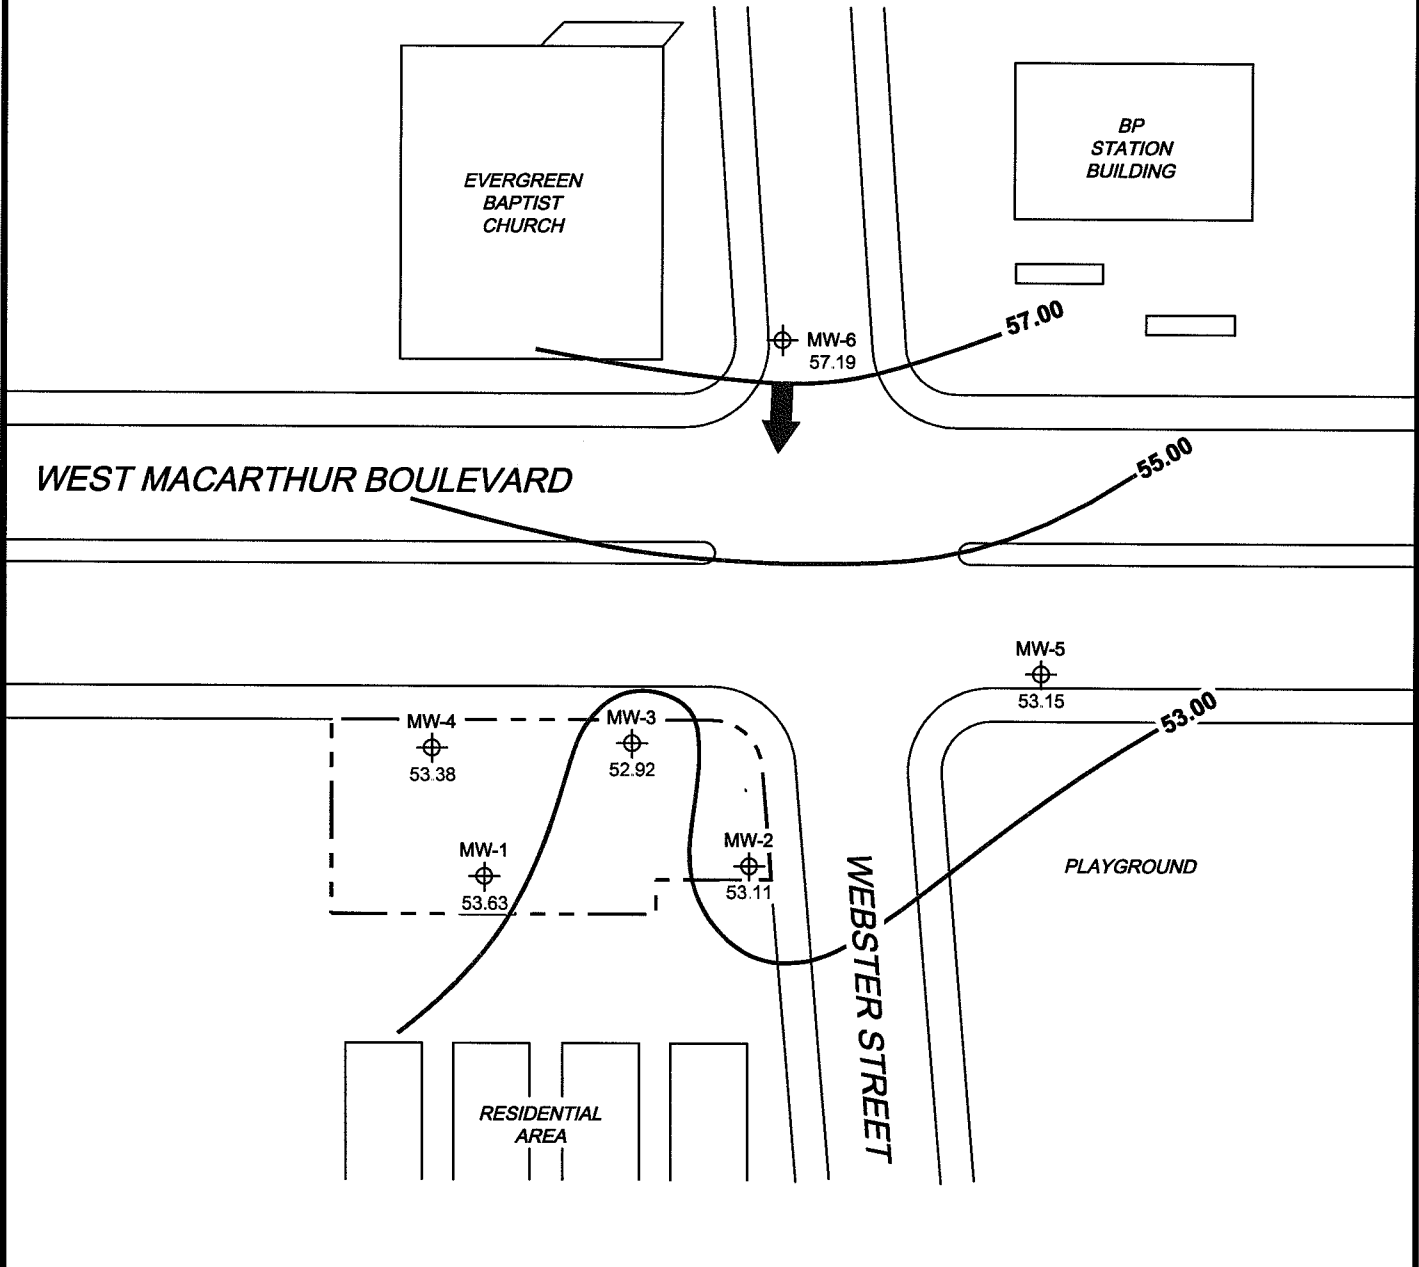 BP
STATION
BUILDING
EVERGREEN
BAPTIST
CHURCH
57.00
MW-6
57.19
55.00
WEST MACARTHUR BOULEVARD
MW-5
53.15
53.00
MW-4
53.38
MW-3
52.92
MW-2
53.11
MW-1
53.63
PLAYGROUND
WEBSTER STREET
RESIDENTIAL
AREA